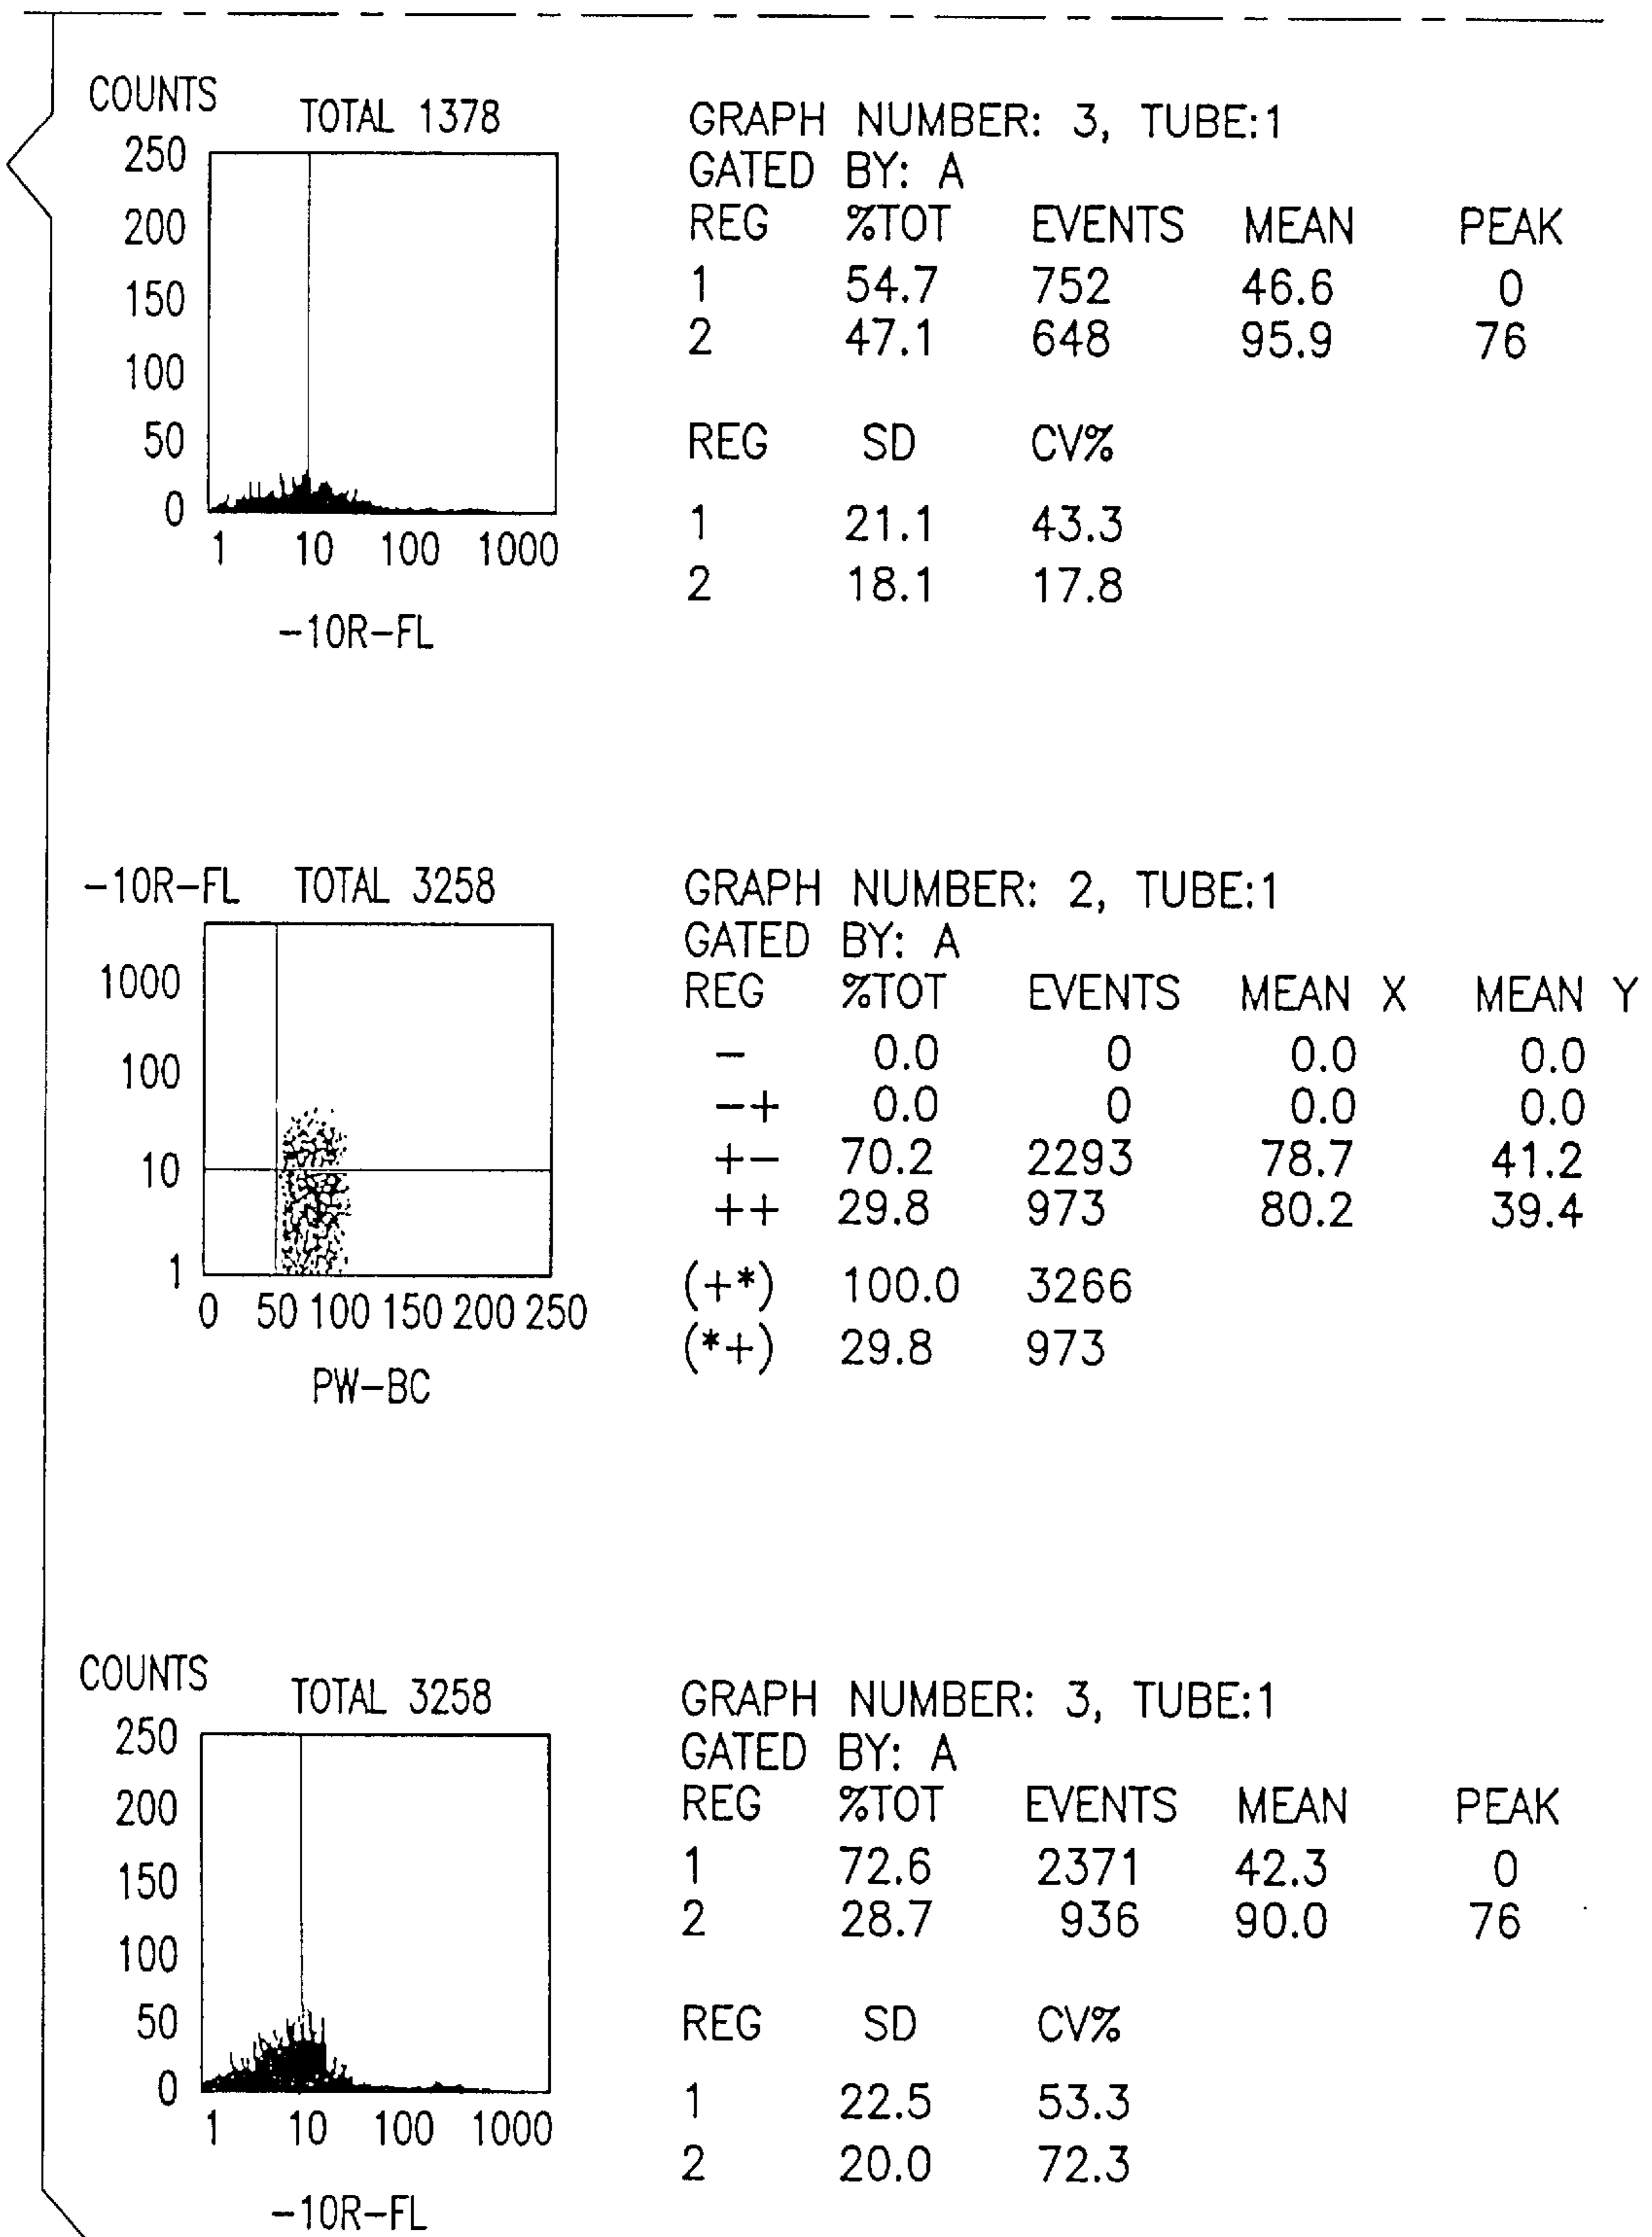 COUNTS
TOTAL 1378
250
200
150
100
50
0
1 10 100 1000
-10R-FL
GRAPH NUMBER: 3, TUBE:1
GATED BY: A
REG %TOT EVENTS MEAN PEAK
1 54.7 752 46.6 0
2 47.1 648 95.9 76
REG SD CV%
1 21.1 43.3
2 18.1 17.8
-10R-FL TOTAL 3258
1000
100
10
1
0 50 100 150 200 250
PW-BC
GRAPH NUMBER: 2, TUBE:1
GATED BY: A
REG %TOT EVENTS MEAN X MEAN Y
- 0.0 0 0.0 0.0
-+ 0.0 0 0.0 0.0
+- 70.2 2293 78.7 41.2
++ 29.8 973 80.2 39.4
(+*) 100.0 3266
(*+) 29.8 973
COUNTS
TOTAL 3258
250
200
150
100
50
0
1 10 100 1000
-10R-FL
GRAPH NUMBER: 3, TUBE:1
GATED BY: A
REG %TOT EVENTS MEAN PEAK
1 72.6 2371 42.3 0
2 28.7 936 90.0 76
REG SD CV%
1 22.5 53.3
2 20.0 72.3